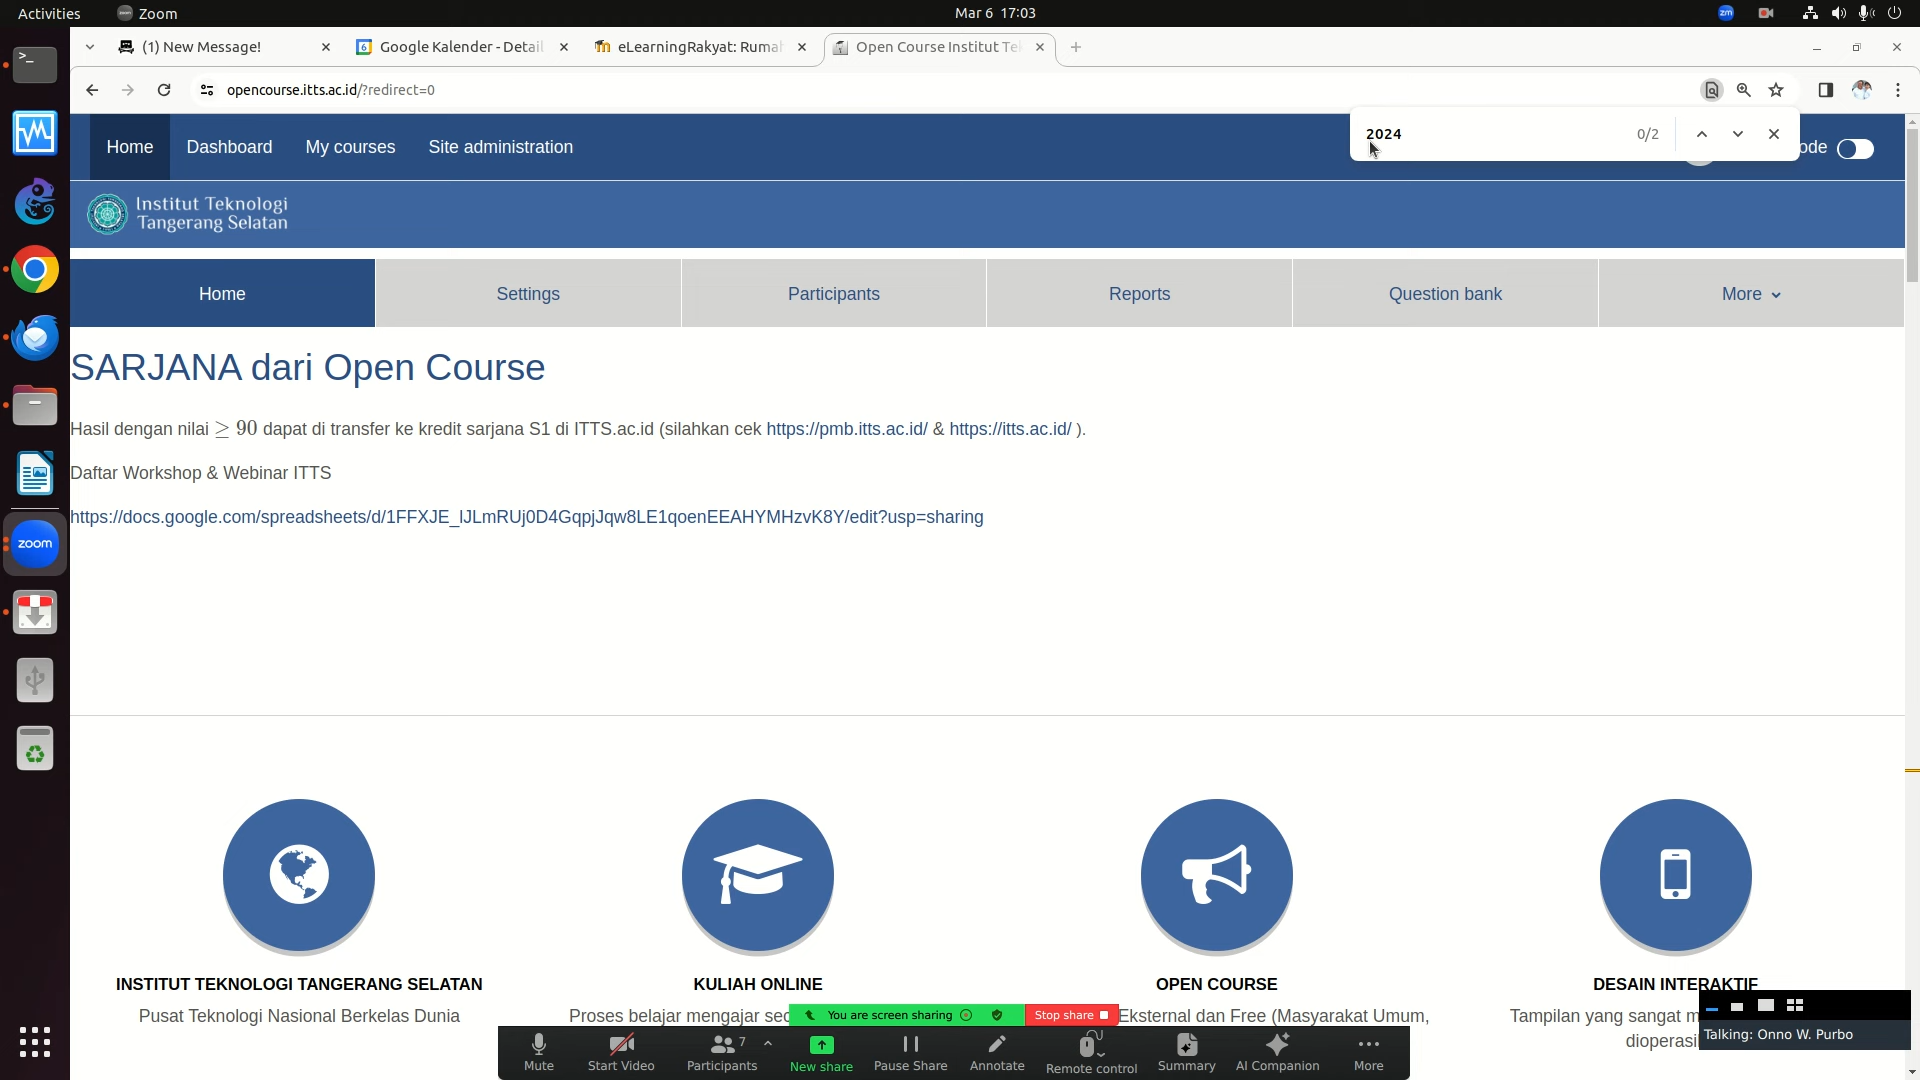 Activities
Zoom
Mar 6 17:03
zm
(1) New Message!
6
Google Kalender - Detail
eLearningRakyat: Ruma
Open Course Institut Te
opencourse.itts.ac.id/?redirect=0
2024
0/2
Home
Dashboard
My courses
Site administration
ode
Institut Teknologi
Tangerang Selatan
Home
Settings
Participants
Reports
Question bank
More
SARJANA dari Open Course
Hasil dengan nilai ≥ 90 dapat di transfer ke kredit sarjana S1 di ITTS.ac.id (silahkan cek https://pmb.itts.ac.id/ & https://itts.ac.id/ ).
Daftar Workshop & Webinar ITTS
https://docs.google.com/spreadsheets/d/1FFXJE_lJLmRUj0D4GqpjJqw8LE1qoenEEAHYMHzvK8Y/edit?usp=sharing
zoom
INSTITUT TEKNOLOGI TANGERANG SELATAN
KULIAH ONLINE
OPEN COURSE
DESAIN INTERAKTIF
Pusat Teknologi Nasional Berkelas Dunia
Proses belajar mengajar sec
Eksternal dan Free (Masyarakat Umum,
Tampilan yang sangat m
dioperasi
You are screen sharing
Stop share
Talking: Onno W. Purbo
Mute
Start Video
Participants
7
New share
Pause Share
Annotate
Remote control
Summary
AI Companion
More